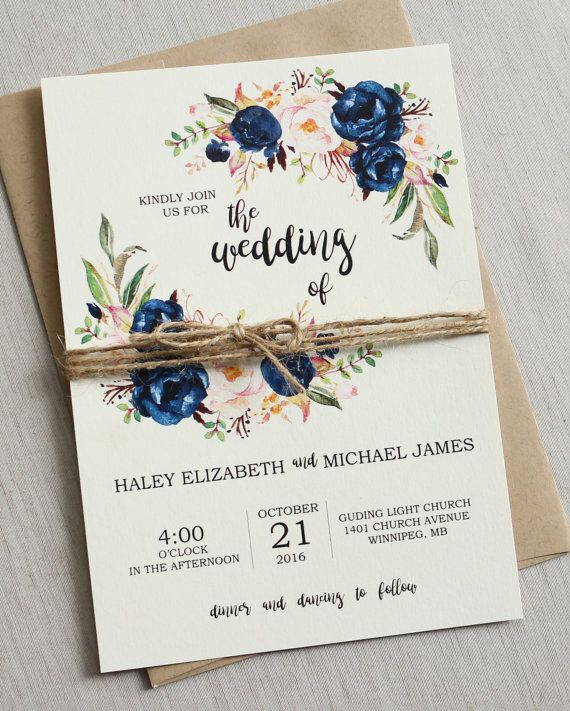 KINDLY JOIN
US FOR
the
wedding
of
HALEY ELIZABETH and MICHAEL JAMES
4:00
O'CLOCK
IN THE AFTERNOON
OCTOBER
21
2016
GUDING LIGHT CHURCH
1401 CHURCH AVENUE
WINNIPEG, MB
dinner and dancing to follow